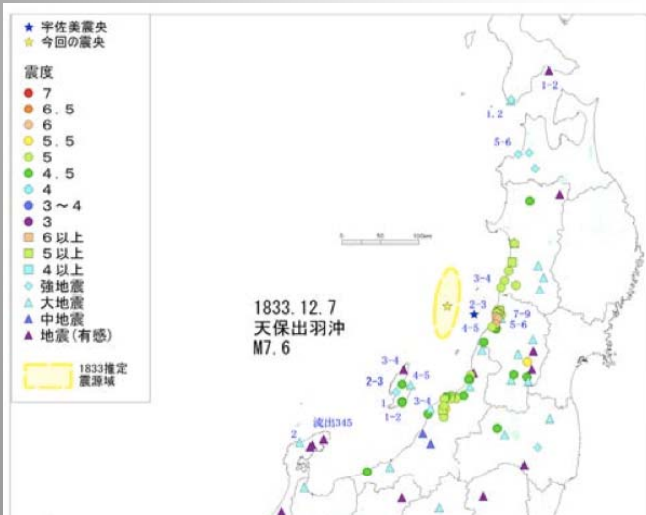 宇佐美震央
今回の震央
震度
7
6.5
6
5.5
5
4.5
4
3～4
3
6以上
5以上
4以上
強地震
大地震
中地震
地震(有感)
1833推定
震源域
1-2
1.2
5-6
0 50 100km
3-4
2-3
7-9
4-5
5-6
1833.12.7
天保出羽沖
M7.6
3-4
4-5
2-3
3-4
1
1-2
流出345
2